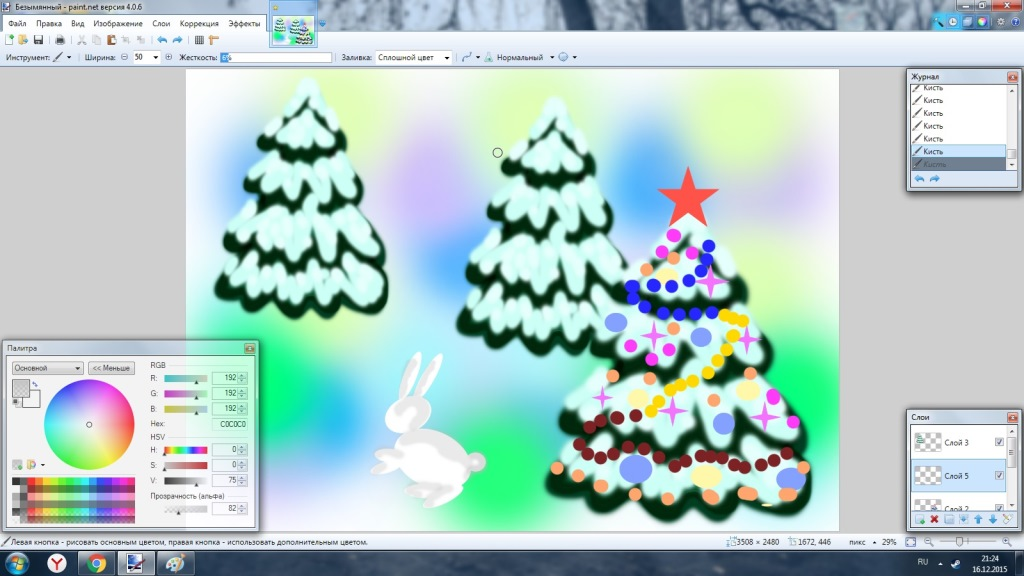 Безымянный - paint.net версия 4.0.6
Файл Правка Вид Изображение Слои Коррекция Эффекты
Инструмент: Ширина: 50 Жесткость: Заливка: Сплошной цвет Нормальный
Журнал
Кисть
Кисть
Кисть
Кисть
Кисть
Кисть
Кисть
Палитра
Основной << Меньше
RGB
R: 192
G: 192
B: 192
Hex: C0C0C0
HSV
H: 0
S: 0
V: 75
Прозрачность (альфа)
82
Слои
Слой 3
Слой 5
Слой 2
Левая кнопка - рисовать основным цветом, правая кнопка - использовать дополнительным цветом.
3508 × 2480 1672, 446 пикс 29%
RU 21:24
16.12.2015